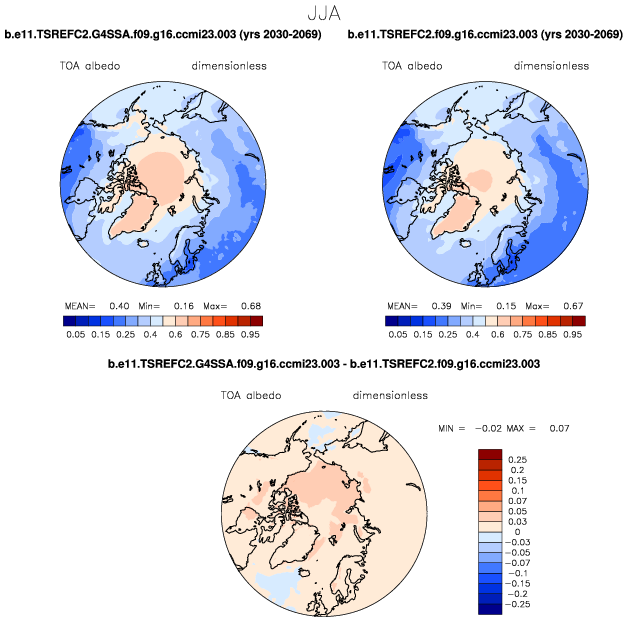 JJA
b.e11.TSREFC2.G4SSA.f09.g16.ccmi23.003 (yrs 2030-2069)
b.e11.TSREFC2.f09.g16.ccmi23.003 (yrs 2030-2069)
TOA albedo dimensionless
TOA albedo dimensionless
MEAN= 0.40 Min= 0.16 Max= 0.68
0.05 0.15 0.25 0.4 0.6 0.75 0.85 0.95
MEAN= 0.39 Min= 0.15 Max= 0.67
0.05 0.15 0.25 0.4 0.6 0.75 0.85 0.95
b.e11.TSREFC2.G4SSA.f09.g16.ccmi23.003 - b.e11.TSREFC2.f09.g16.ccmi23.003
TOA albedo dimensionless
MIN = -0.02 MAX = 0.07
0.25
0.2
0.15
0.1
0.07
0.05
0.03
0
-0.03
-0.05
-0.07
-0.1
-0.15
-0.2
-0.25